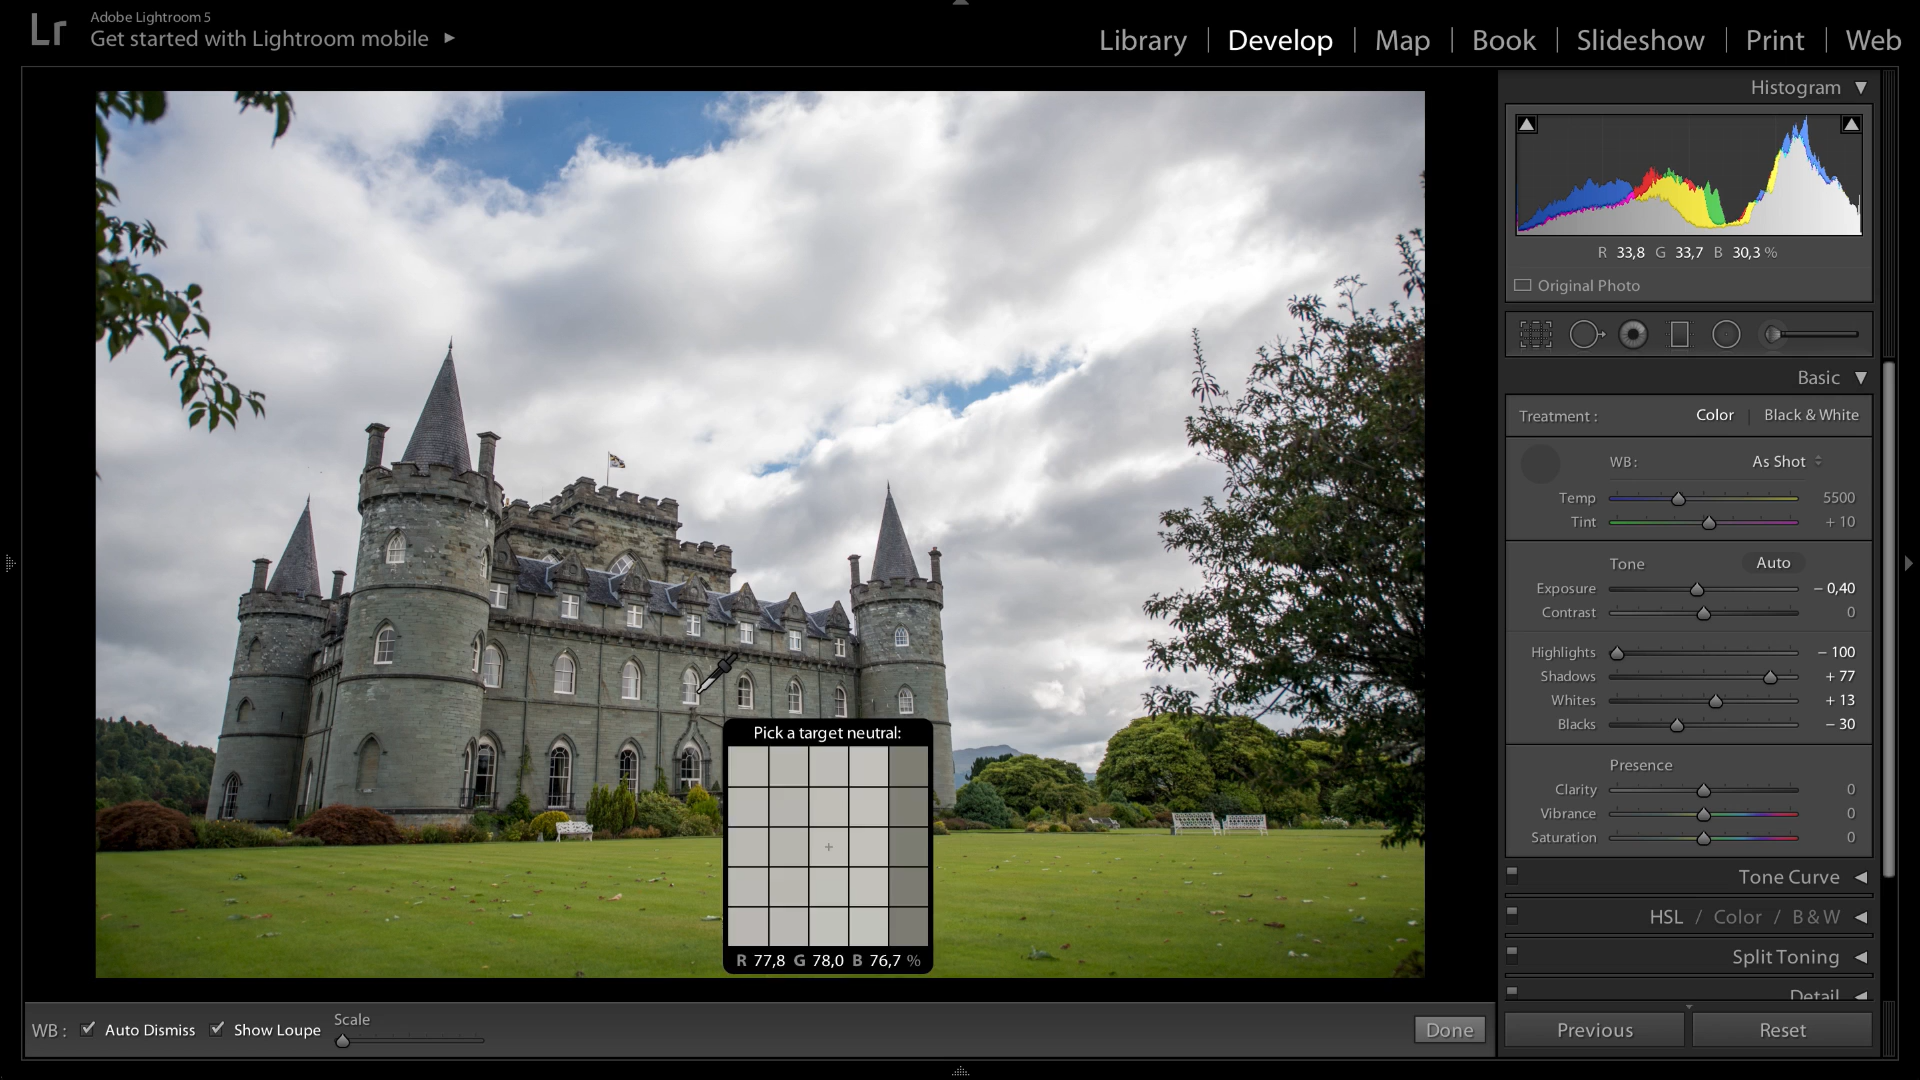 Lr
Adobe Lightroom 5
Get started with Lightroom mobile
Library | Develop | Map | Book | Slideshow | Print | Web
Histogram
R 33,8 G 33,7 B 30,3 %
Original Photo
Basic
Treatment : Color | Black & White
WB: As Shot
Temp 5500
Tint + 10
Tone Auto
Exposure − 0,40
Contrast 0
Highlights − 100
Shadows + 77
Whites + 13
Blacks − 30
Presence
Clarity 0
Vibrance 0
Saturation 0
Tone Curve
HSL / Color / B & W
Split Toning
Detail
Previous Reset
Pick a target neutral:
R 77,8 G 78,0 B 76,7 %
WB : Auto Dismiss Show Loupe Scale Done